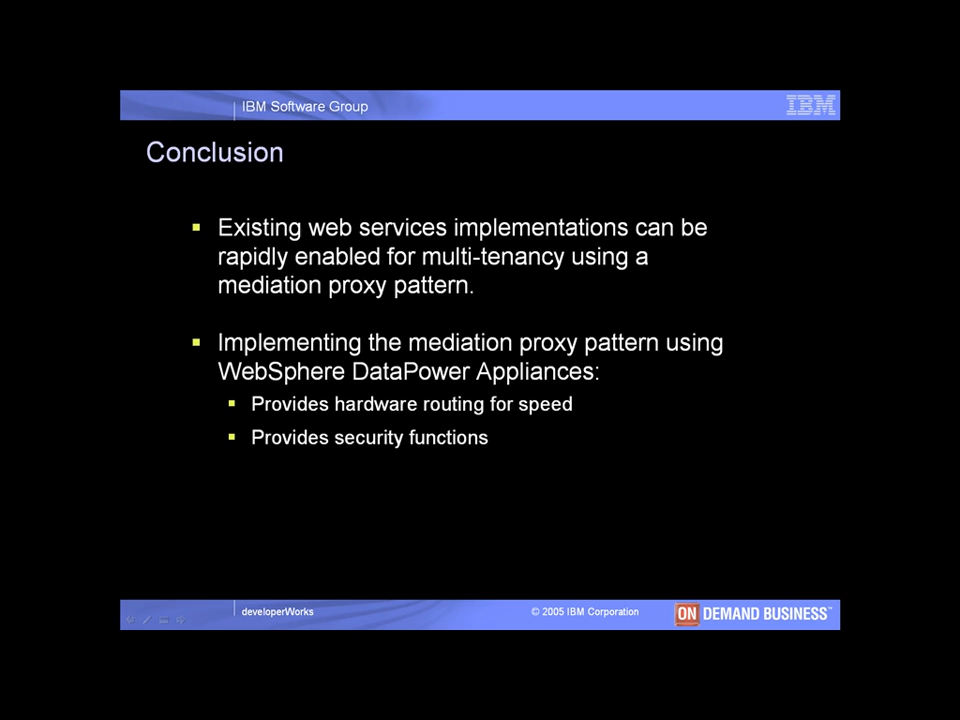 IBM Software Group
IBM
Conclusion
Existing web services implementations can be
rapidly enabled for multi-tenancy using a
mediation proxy pattern.
Implementing the mediation proxy pattern using
WebSphere DataPower Appliances:
Provides hardware routing for speed
Provides security functions
developerWorks
© 2005 IBM Corporation
ON DEMAND BUSINESS™